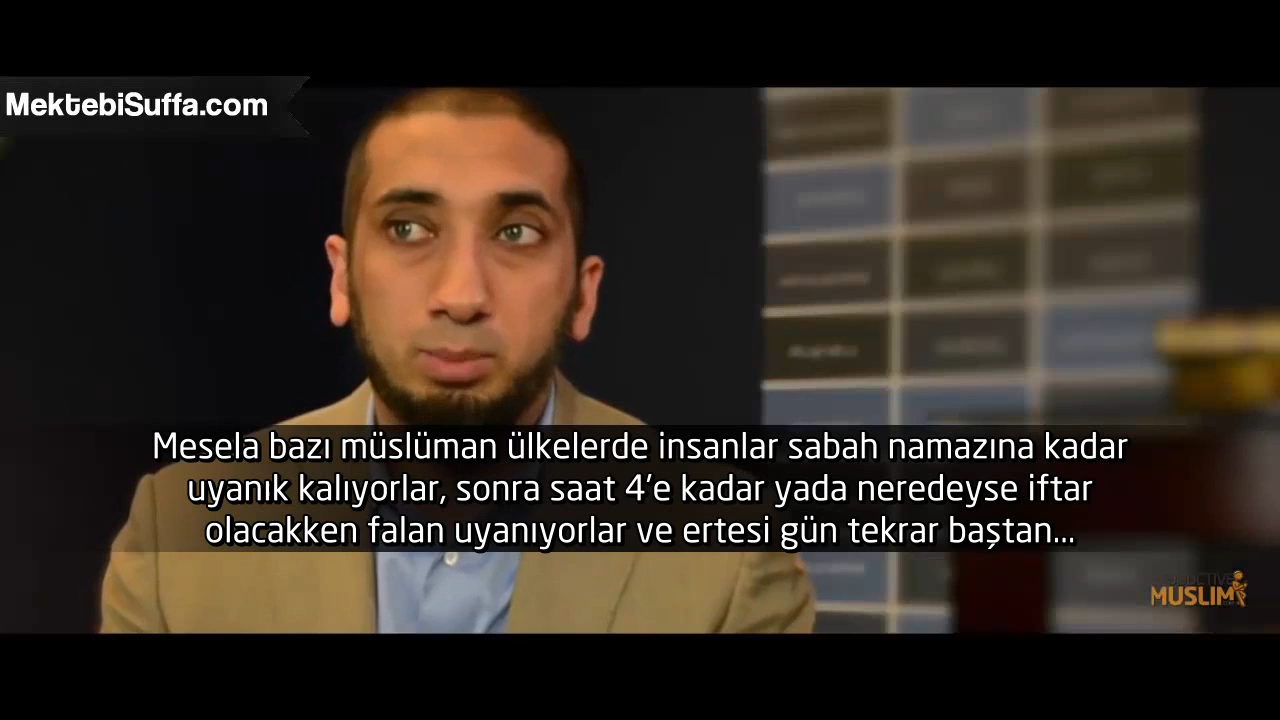 MektebiSuffa.com
Mesela bazı müslüman ülkelerde insanlar sabah namazına kadar
uyanık kalıyorlar, sonra saat 4'e kadar yada neredeyse iftar
olacakken falan uyanıyorlar ve ertesi gün tekrar baştan...
MUSLIM